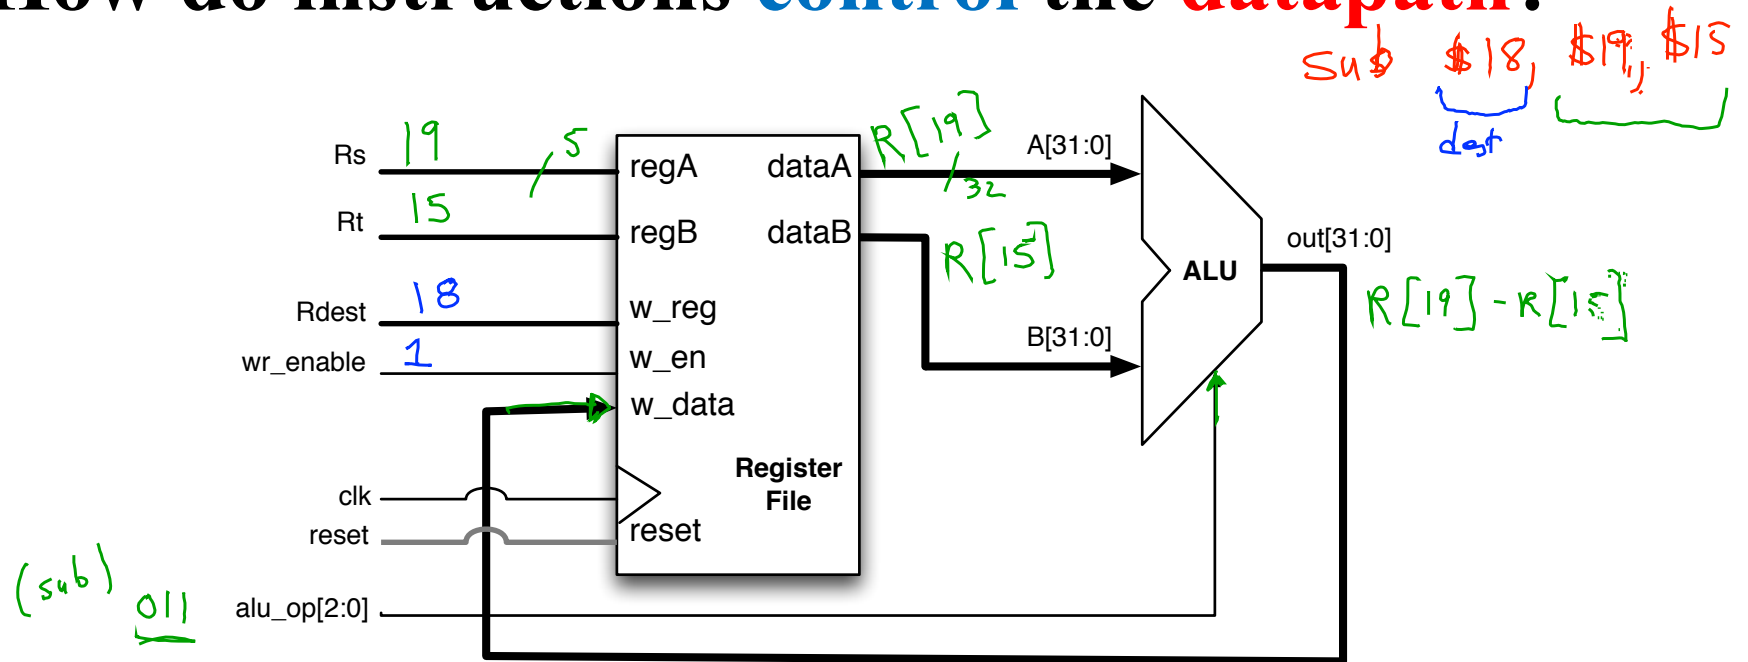 How do instructions control the datapath?
sub $18, $19, $15
dest
Rs 19 5 regA dataA R[19] 32 A[31:0]
Rt 15 regB dataB R[15]
out[31:0]
ALU
R[19] - R[15]
Rdest 18 w_reg
B[31:0]
wr_enable 1 w_en
w_data
Register
File
clk
reset reset
(sub) 011 alu_op[2:0]